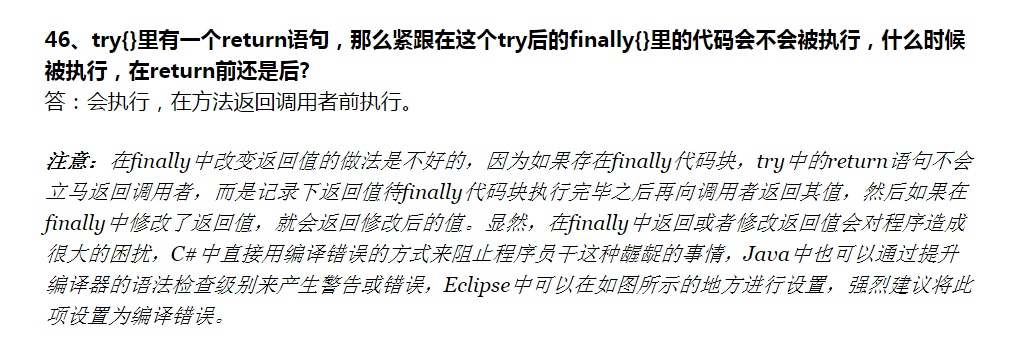 46、try{}里有一个return语句，那么紧跟在这个try后的finally{}里的代码会不会被执行，什么时候
被执行，在return前还是后?
答：会执行，在方法返回调用者前执行。
注意：在finally中改变返回值的做法是不好的，因为如果存在finally代码块，try中的return语句不会
立马返回调用者，而是记录下返回值待finally代码块执行完毕之后再向调用者返回其值，然后如果在
finally中修改了返回值，就会返回修改后的值。显然，在finally中返回或者修改返回值会对程序造成
很大的困扰，C#中直接用编译错误的方式来阻止程序员干这种龌龊的事情，Java中也可以通过提升
编译器的语法检查级别来产生警告或错误，Eclipse中可以在如图所示的地方进行设置，强烈建议将此
项设置为编译错误。